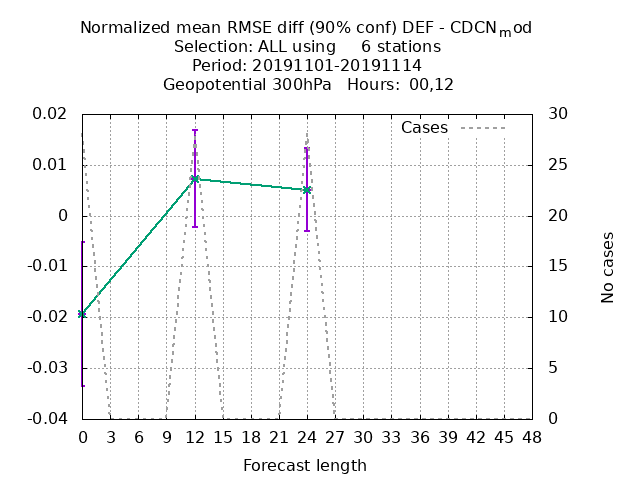 Normalized mean RMSE diff (90% conf) DEF - CDCNmod
Selection: ALL using     6 stations
Period: 20191101-20191114
Geopotential 300hPa   Hours: 00,12
Cases
0.02
0.01
0
-0.01
-0.02
-0.03
-0.04
30
25
20
15
10
5
0
No cases
0 3 6 9 12 15 18 21 24 27 30 33 36 39 42 45 48
Forecast length